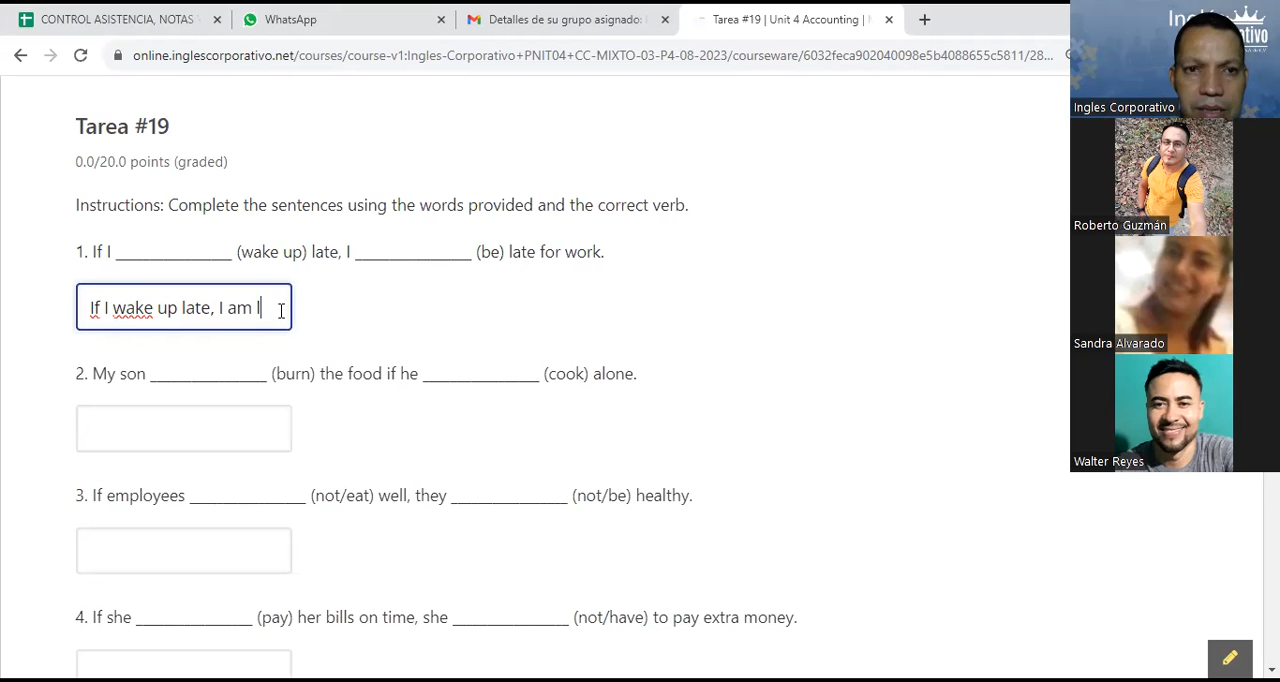 CONTROL ASISTENCIA, NOTAS
WhatsApp
Detalles de su grupo asignado:
Tarea #19 | Unit 4 Accounting |
online.inglescorporativo.net/courses/course-v1:Ingles-Corporativo+PNIT04+CC-MIXTO-03-P4-08-2023/courseware/6032feca902040098e5b4088655c5811/28...
Tarea #19
0.0/20.0 points (graded)
Instructions: Complete the sentences using the words provided and the correct verb.
1. If I ______________ (wake up) late, I ______________ (be) late for work.
If I wake up late, I am l
2. My son ______________ (burn) the food if he ______________ (cook) alone.
3. If employees ______________ (not/eat) well, they ______________ (not/be) healthy.
4. If she ______________ (pay) her bills on time, she ______________ (not/have) to pay extra money.
Ingles Corporativo
Roberto Guzmán
Sandra Alvarado
Walter Reyes